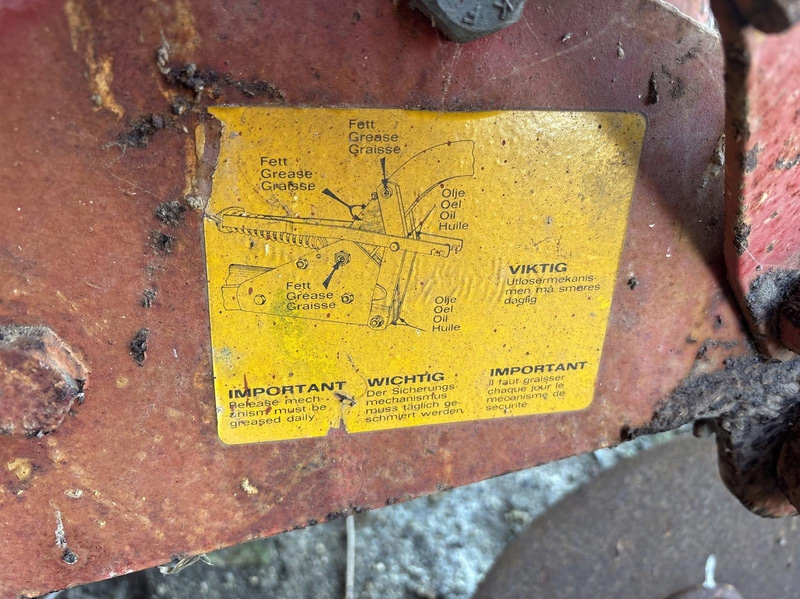 Fett
Grease
Graisse
Fett
Grease
Graisse
Olje
Oel
Oil
Huile
Fett
Grease
Graisse
Olje
Oel
Oil
Huile
VIKTIG
Utløsermekanis-
men må smøres
daglig
IMPORTANT
Release mech-
anism must be
greased daily.
WICHTIG
Der Sicherungs-
mechanismus
muss täglich ge-
schmiert werden
IMPORTANT
Il faut graisser
chaque jour le
mécanisme de
sécurité